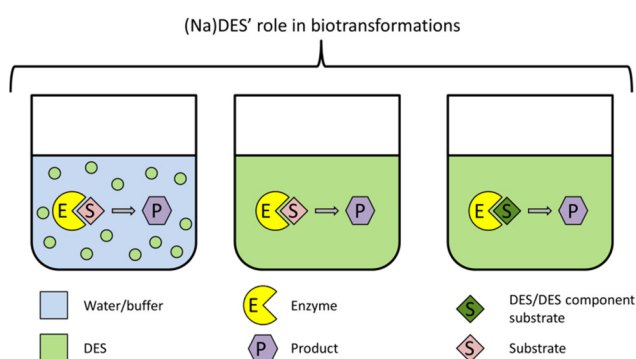 (Na)DES' role in biotransformations
E S P
E S P
E S P
Water/buffer
E Enzyme
S DES/DES component
substrate
DES
P Product
S Substrate